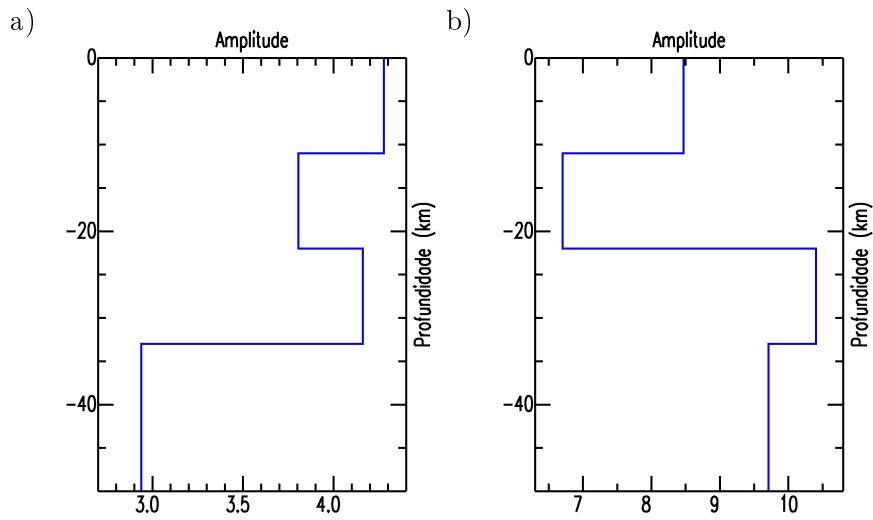 a)
Amplitude
0
-20
-40
Profundidade (km)
3.0 3.5 4.0
b)
Amplitude
0
-20
-40
Profundidade (km)
7 8 9 10